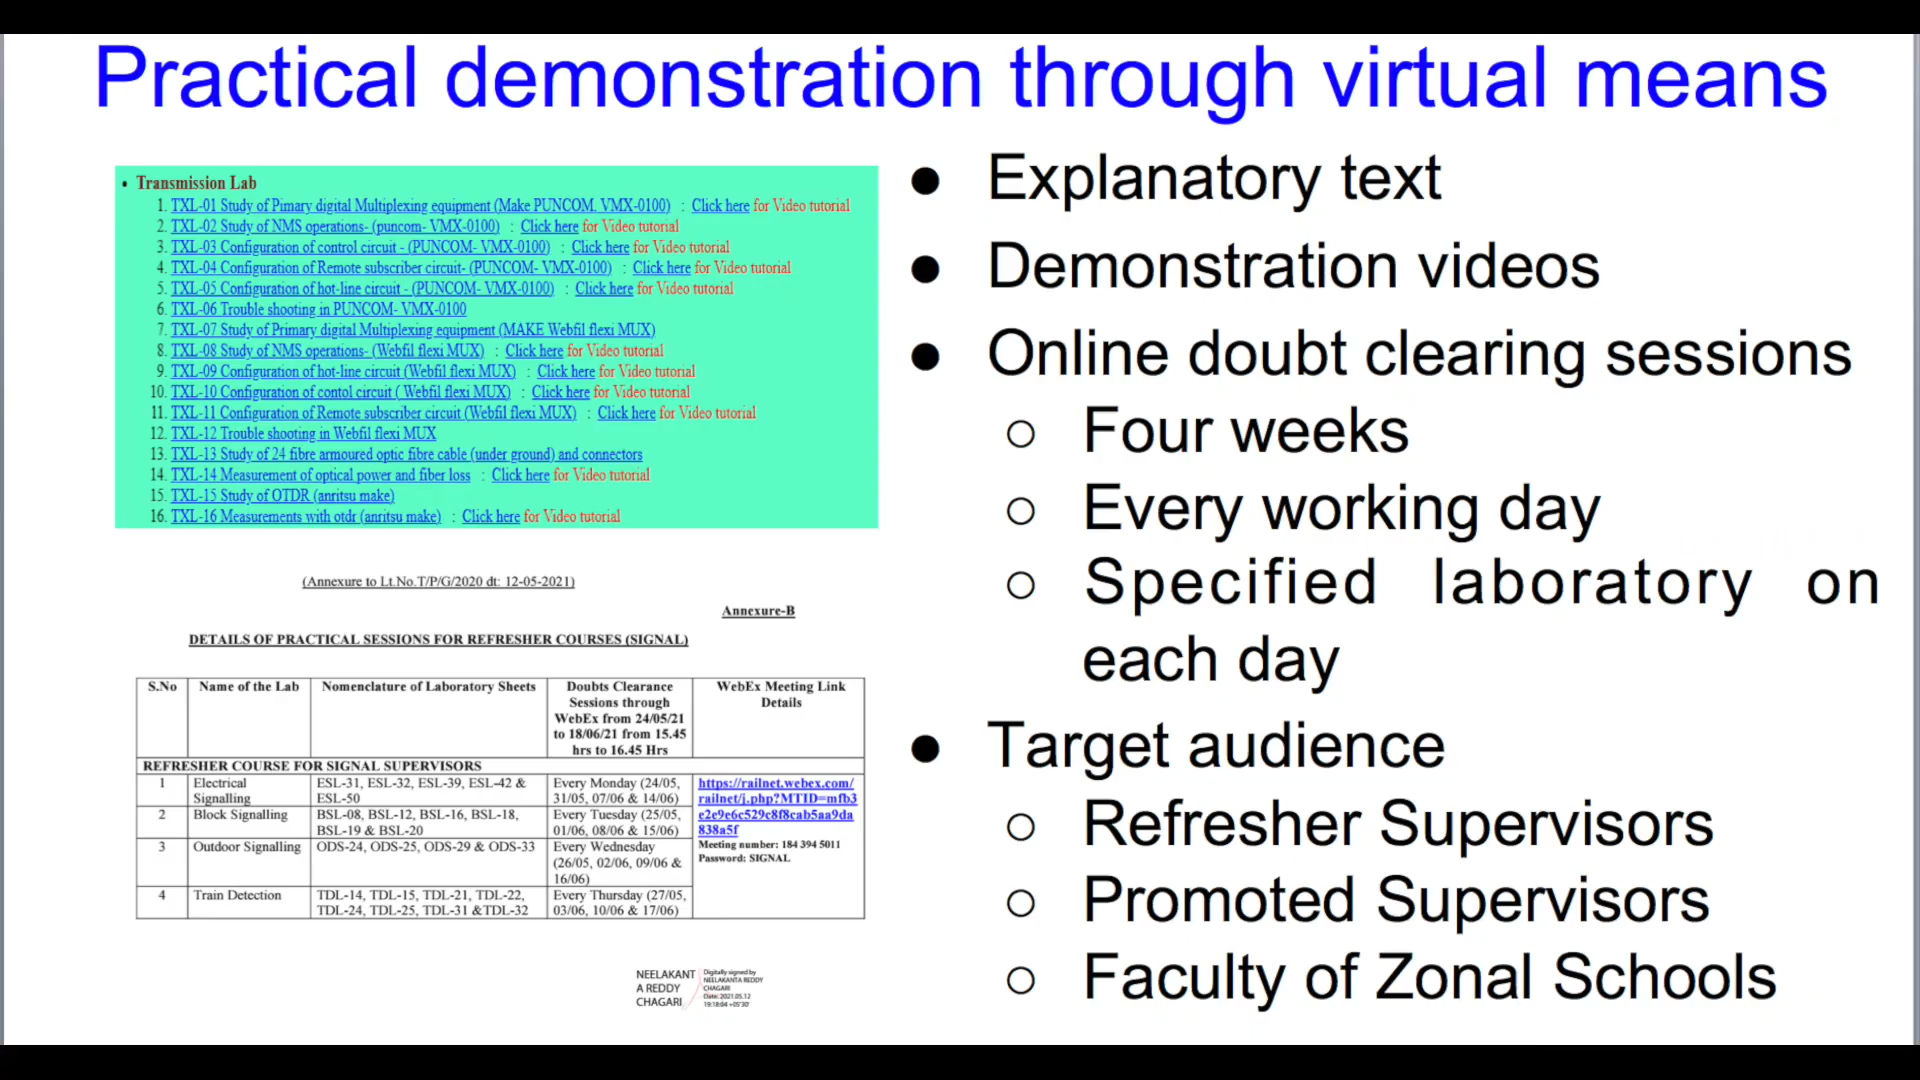 Practical demonstration through virtual means
• Transmission Lab
1. TXL-01 Study of Pimary digital Multiplexing equipment (Make PUNCOM, VMX-0100) : Click here for Video tutorial
2. TXL-02 Study of NMS operations- (puncom- VMX-0100) : Click here for Video tutorial
3. TXL-03 Configuration of control circuit - (PUNCOM- VMX-0100) : Click here for Video tutorial
4. TXL-04 Configuration of Remote subscriber circuit- (PUNCOM- VMX-0100) : Click here for Video tutorial
5. TXL-05 Configuration of hot-line circuit - (PUNCOM- VMX-0100) : Click here for Video tutorial
6. TXL-06 Trouble shooting in PUNCOM- VMX-0100
7. TXL-07 Study of Primary digital Multiplexing equipment (MAKE Webfil flexi MUX)
8. TXL-08 Study of NMS operations- (Webfil flexi MUX) : Click here for Video tutorial
9. TXL-09 Configuration of hot-line circuit (Webfil flexi MUX) : Click here for Video tutorial
10. TXL-10 Configuration of contol circuit ( Webfil flexi MUX) : Click here for Video tutorial
11. TXL-11 Configuration of Remote subscriber circuit (Webfil flexi MUX) : Click here for Video tutorial
12. TXL-12 Trouble shooting in Webfil flexi MUX
13. TXL-13 Study of 24 fibre armoured optic fibre cable (under ground) and connectors
14. TXL-14 Measurement of optical power and fiber loss : Click here for Video tutorial
15. TXL-15 Study of OTDR (anritsu make)
16. TXL-16 Measurements with otdr (anritsu make) : Click here for Video tutorial
(Annexure to Lt.No.T/P/G/2020 dt: 12-05-2021)
Annexure-B
DETAILS OF PRACTICAL SESSIONS FOR REFRESHER COURSES (SIGNAL)
S.No
Name of the Lab
Nomenclature of Laboratory Sheets
Doubts Clearance
Sessions through
WebEx from 24/05/21
to 18/06/21 from 15.45
hrs to 16.45 Hrs
WebEx Meeting Link
Details
REFRESHER COURSE FOR SIGNAL SUPERVISORS
1
Electrical
Signalling
ESL-31, ESL-32, ESL-39, ESL-42 &
ESL-50
Every Monday (24/05,
31/05, 07/06 & 14/06)
2
Block Signalling
BSL-08, BSL-12, BSL-16, BSL-18,
BSL-19 & BSL-20
Every Tuesday (25/05,
01/06, 08/06 & 15/06)
3
Outdoor Signalling
ODS-24, ODS-25, ODS-29 & ODS-33
Every Wednesday
(26/05, 02/06, 09/06 &
16/06)
4
Train Detection
TDL-14, TDL-15, TDL-21, TDL-22,
TDL-24, TDL-25, TDL-31 &TDL-32
Every Thursday (27/05,
03/06, 10/06 & 17/06)
https://railnet.webex.com/
railnet/j.php?MTID=mfb3
e2e9e6c529c8f8cab5aa9da
838a5f
Meeting number: 184 394 5011
Password: SIGNAL
NEELAKANT
A REDDY
CHAGARI
Digitally signed by
NEELAKANTA REDDY
CHAGARI
Date: 2021.05.12
19:18:04 +05'30'
● Explanatory text
● Demonstration videos
● Online doubt clearing sessions
○ Four weeks
○ Every working day
○ Specified laboratory on
each day
● Target audience
○ Refresher Supervisors
○ Promoted Supervisors
○ Faculty of Zonal Schools